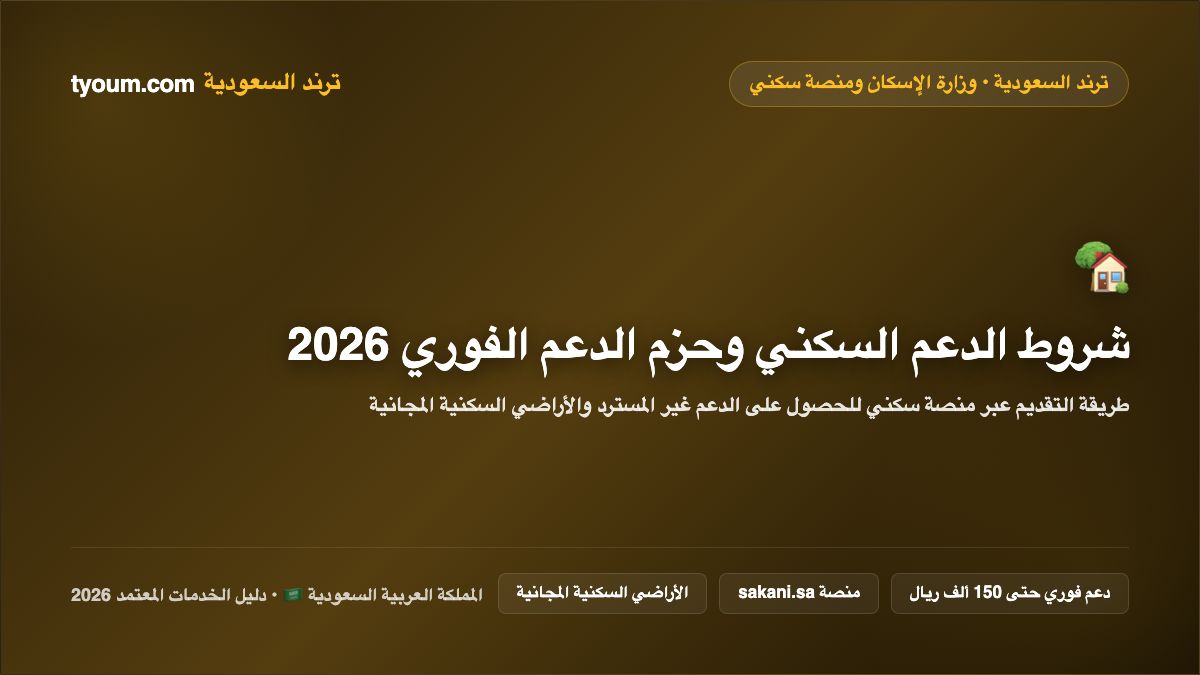 ترند السعودية • وزارة الإسكان ومنصة سكني
ترند السعودية tyoum.com
شروط الدعم السكني وحزم الدعم الفوري 2026
طريقة التقديم عبر منصة سكني للحصول على الدعم غير المسترد والأراضي السكنية المجانية
دعم فوري حتى 150 ألف ريال
منصة sakani.sa
الأراضي السكنية المجانية
المملكة العربية السعودية 🇸🇦 • دليل الخدمات المعتمد 2026